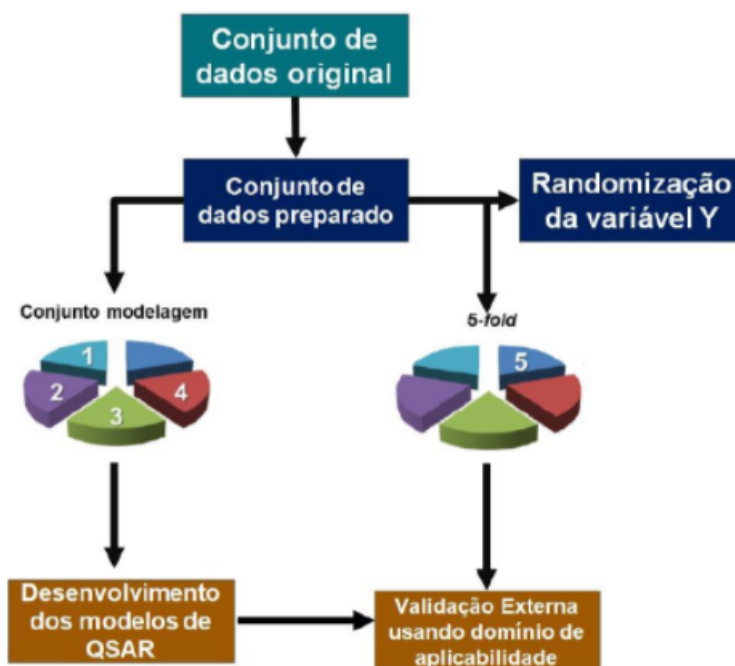 Conjunto de
dados original
Conjunto de
dados preparado
Randomização
da variável Y
Conjunto modelagem
5-fold
1
2
3
4
5
Desenvolvimento
dos modelos de
QSAR
Validação Externa
usando domínio de
aplicabilidade